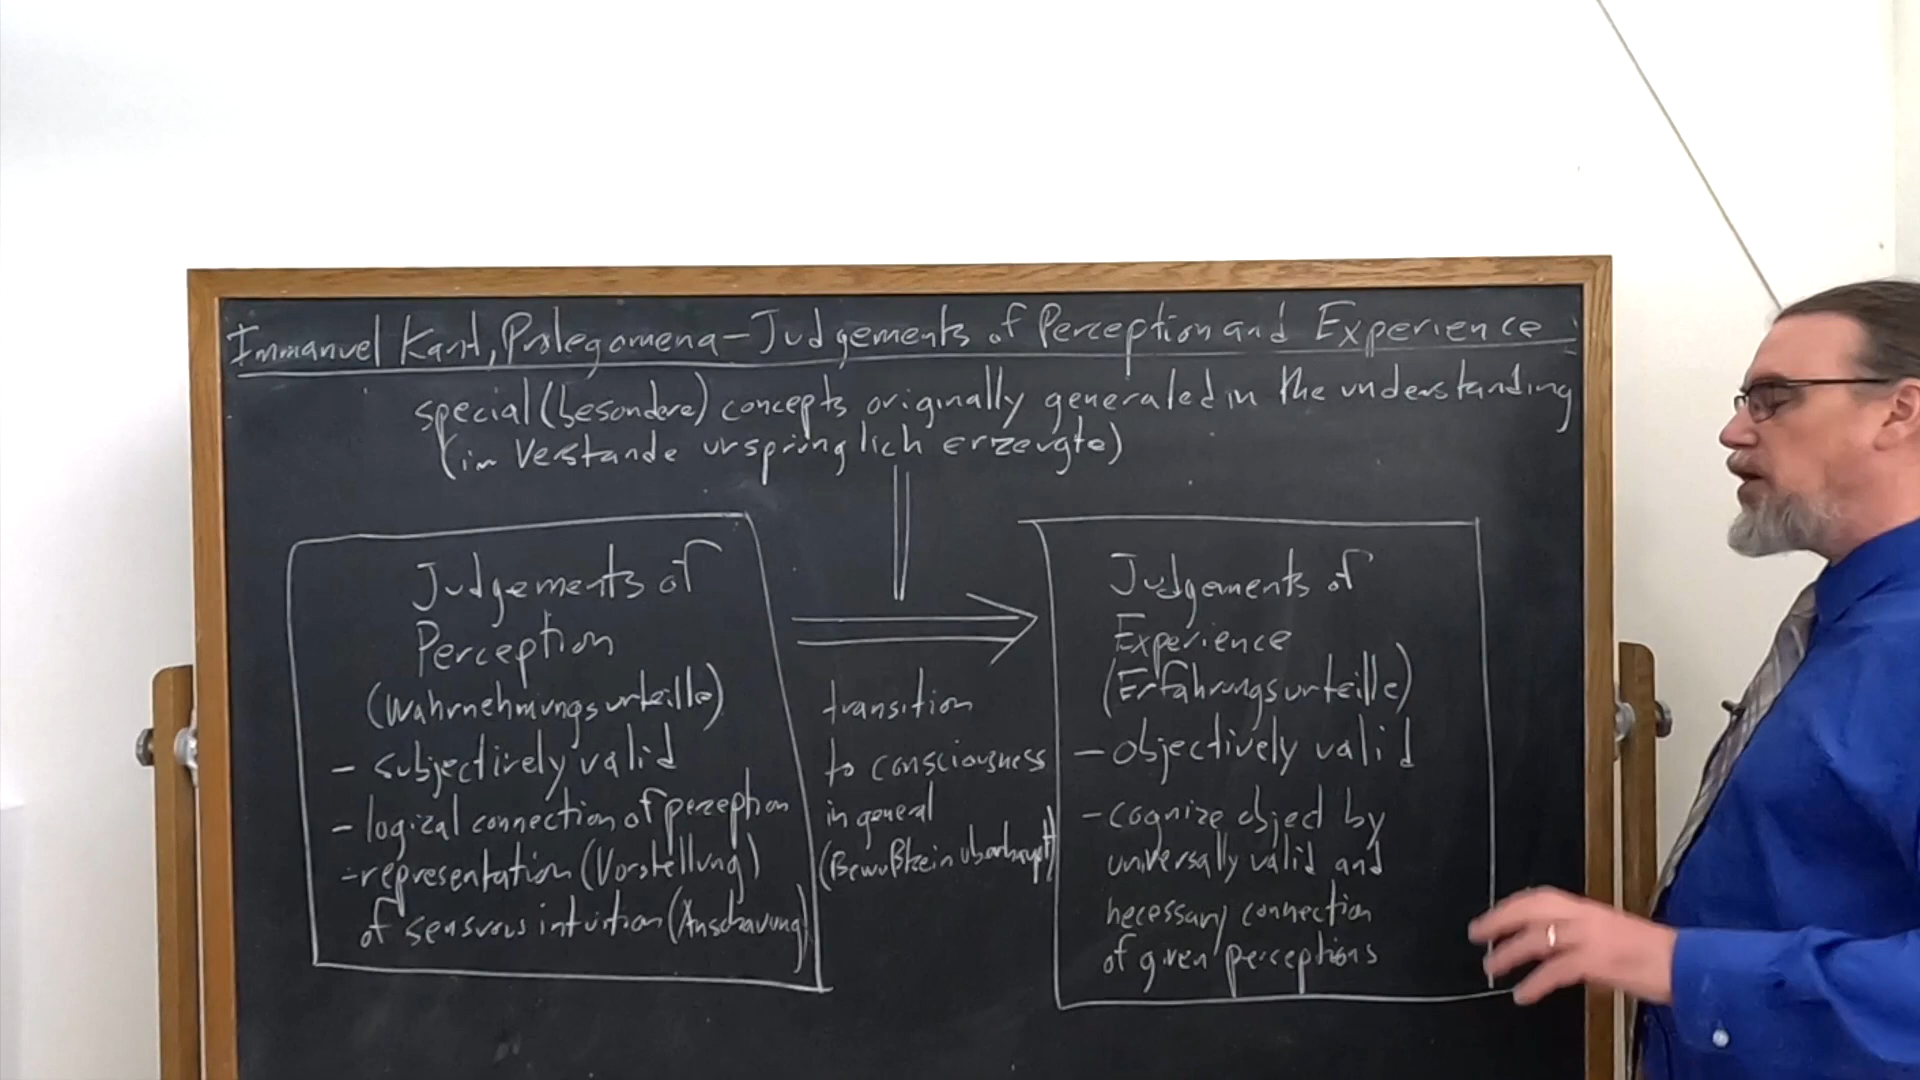 Immanuel Kant, Prolegomena - Judgements of Perception and Experience
special (besondere) concepts originally generated in the understanding
(im Verstande ursprünglich erzeugte)
Judgements of
Perception
(Wahrnehmungsurteille)
- subjectively valid
- logical connection of perception
- representation (Vorstellung)
of sensuous intuition (Anschauung)
transition
to consciousness
in general
(Bewußtsein überhaupt)
Judgements of
Experience
(Erfahrungsurteille)
- objectively valid
- cognize object by
universally valid and
necessary connection
of given perceptions